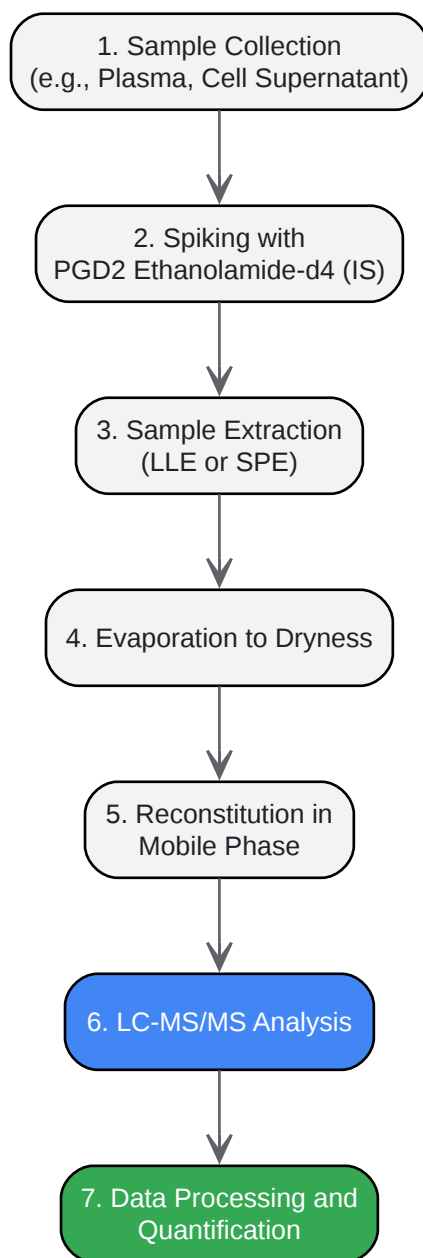 1. Sample Collection
(e.g., Plasma, Cell Supernatant)
2. Spiking with
PGD2 Ethanolamide-d4 (IS)
3. Sample Extraction
(LLE or SPE)
4. Evaporation to Dryness
5. Reconstitution in
Mobile Phase
6. LC-MS/MS Analysis
7. Data Processing and
Quantification